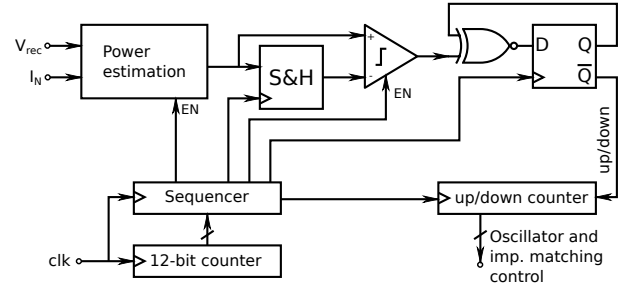 V_rec
I_N
Power
estimation
EN
S&H
+
-
EN
D Q
Q̅
up/down
Sequencer
up/down counter
clk
12-bit counter
Oscillator and
imp. matching
control